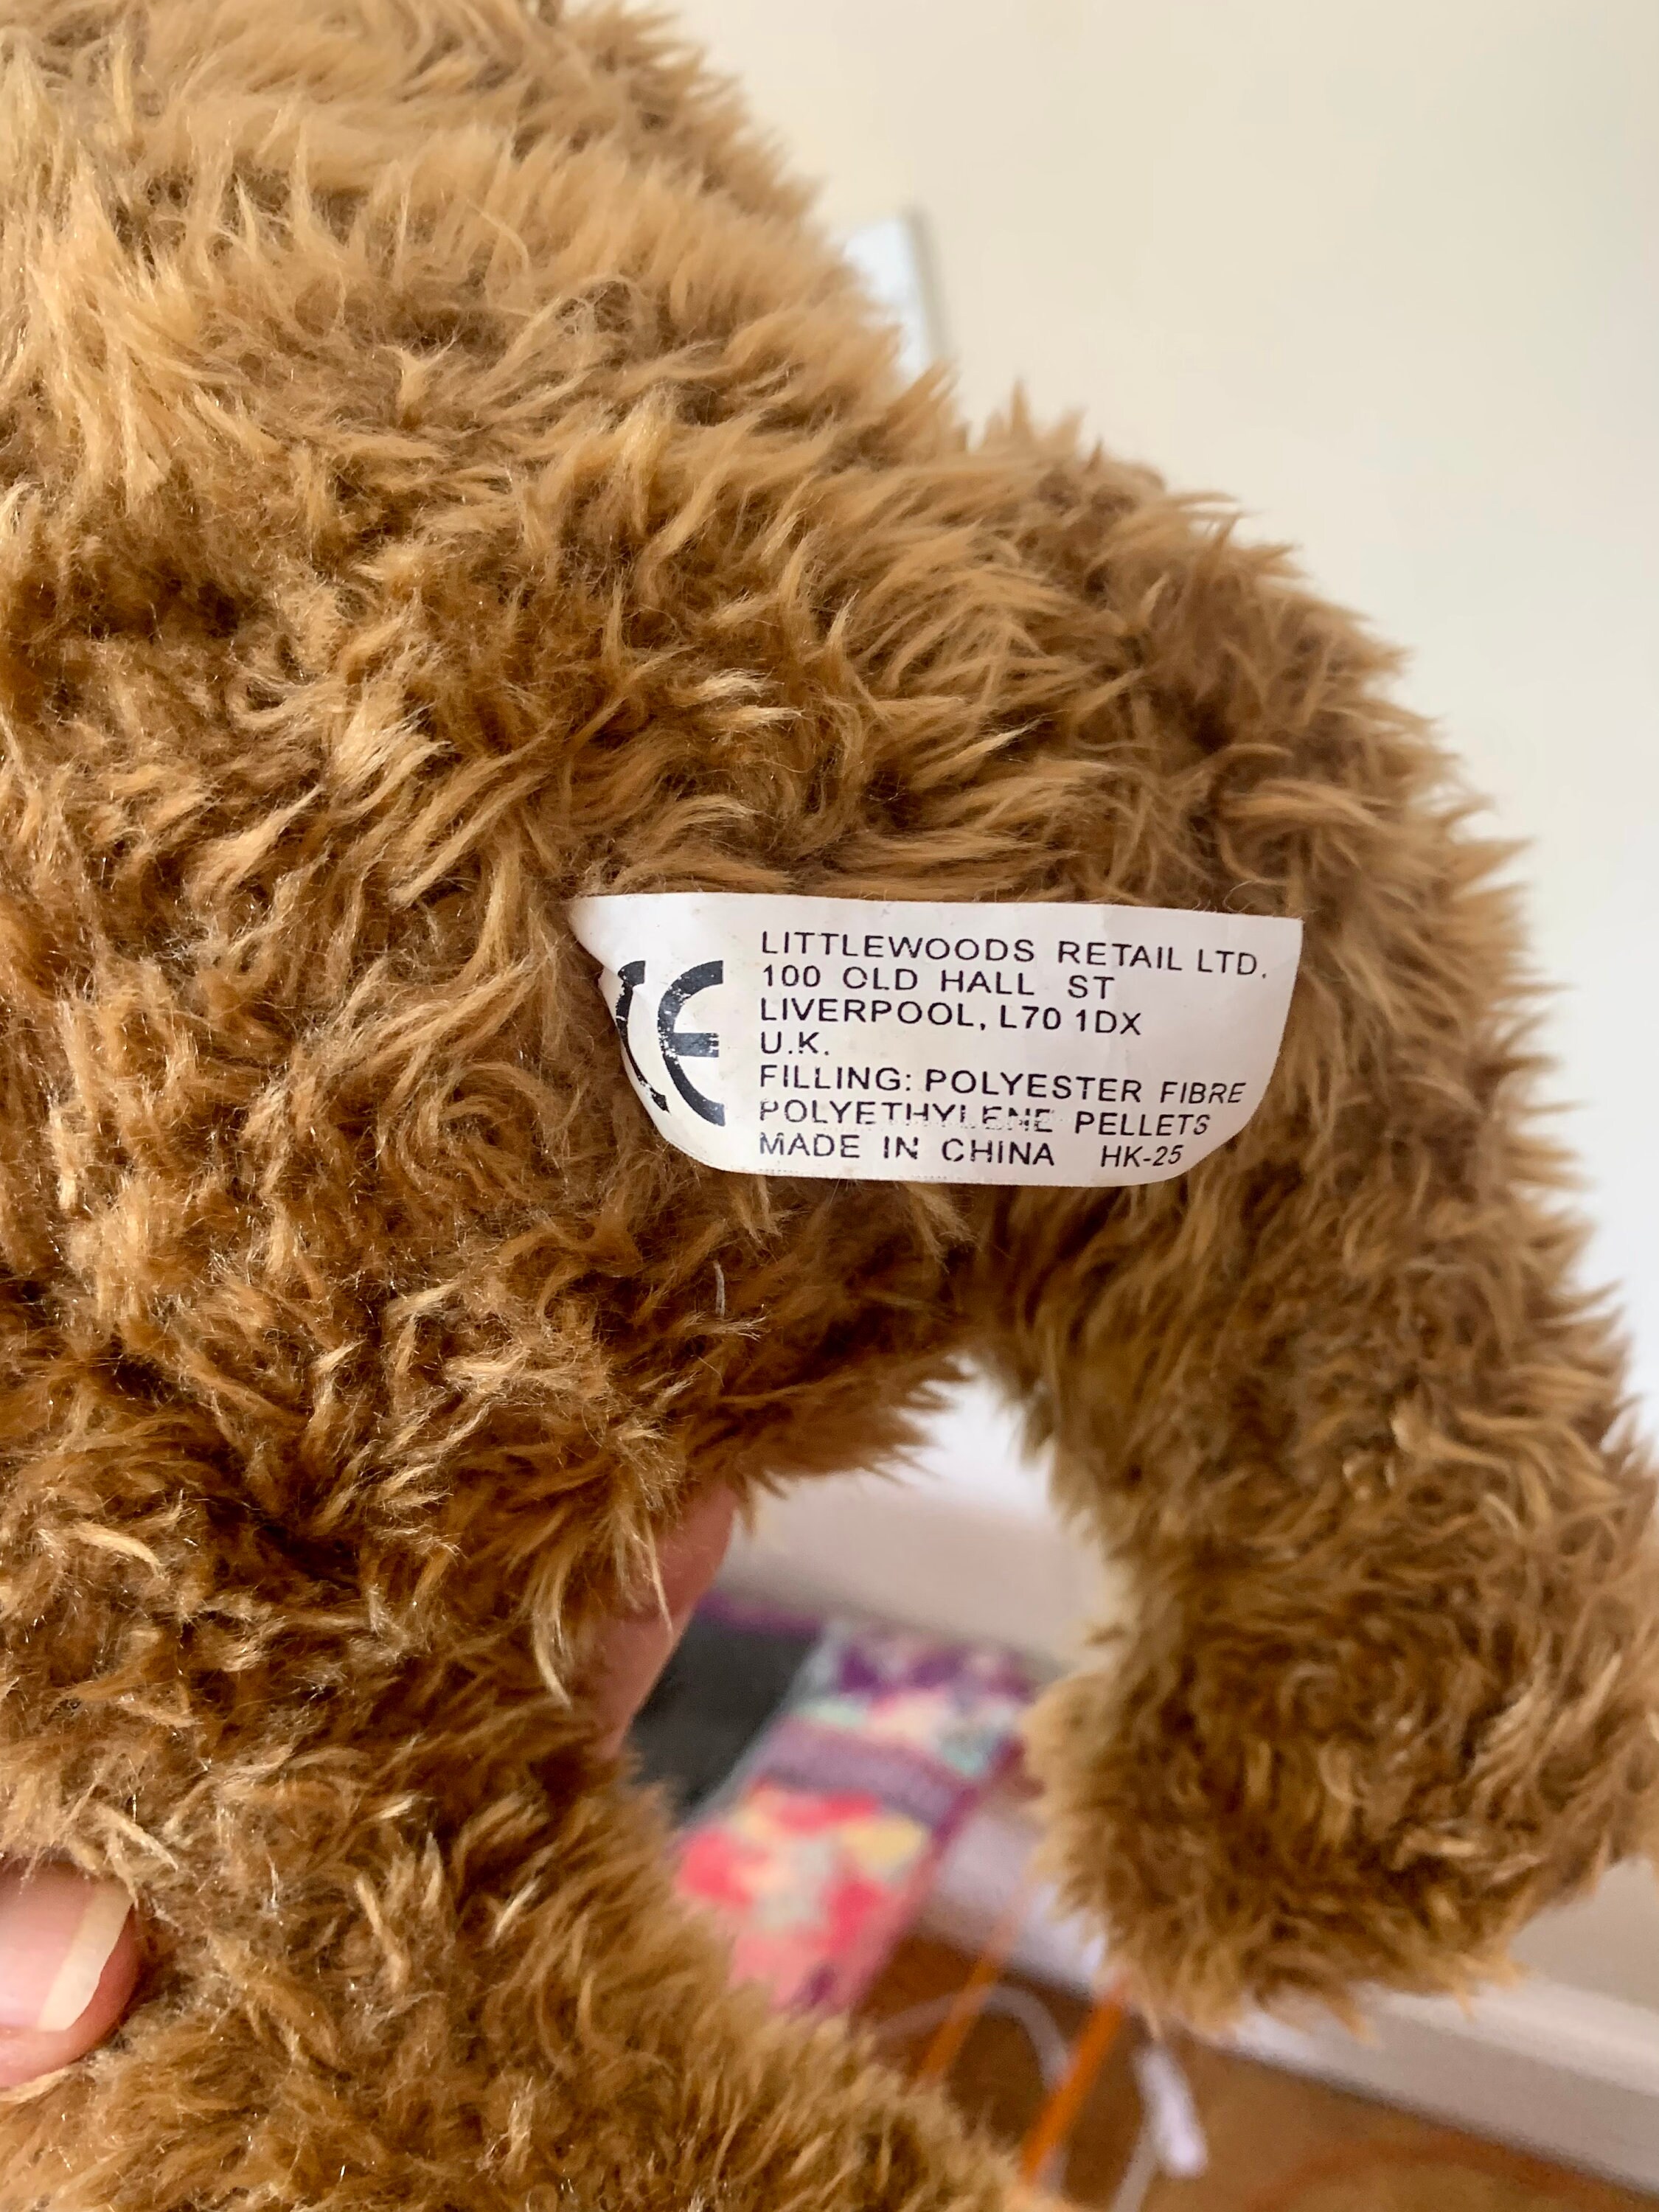 CE
LITTLEWOODS RETAIL LTD.
100 OLD HALL ST
LIVERPOOL, L70 1DX
U.K.
FILLING: POLYESTER FIBRE
POLYETHYLENE PELLETS
MADE IN CHINA HK-25